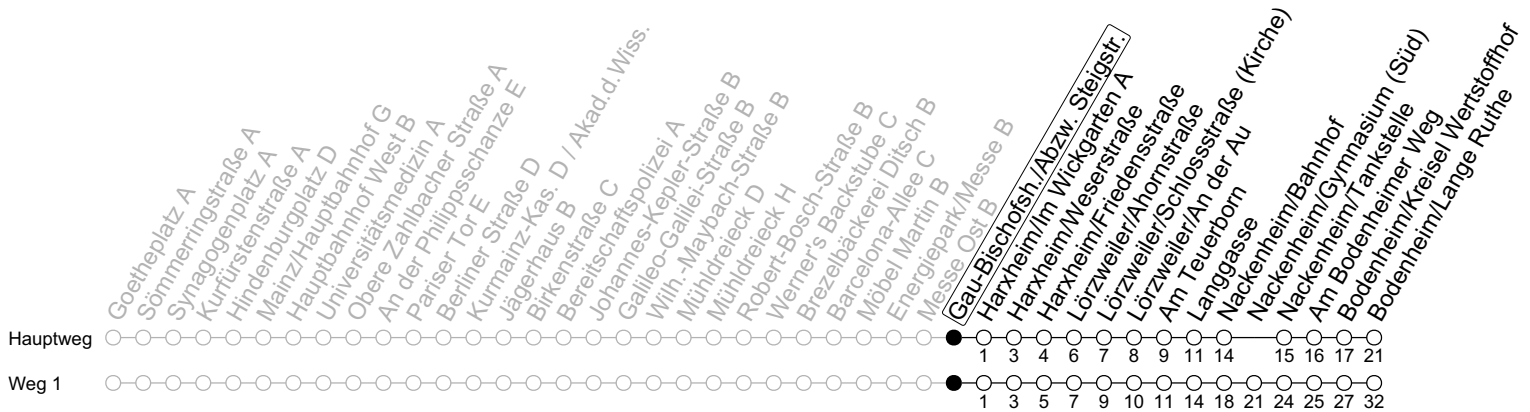 Goetheplatz A
Sömmerringstraße A
Synagogenplatz A
Kurfürstenstraße A
Hindenburgplatz D
Mainz/Hauptbahnhof G
Hauptbahnhof West B
Universitätsmedizin A
Obere Zahlbacher Straße A
An der Philippsschanze E
Pariser Tor E
Berliner Straße D
Kurmainz-Kas. D / Akad.d.Wiss.
Jägerhaus B
Birkenstraße C
Bereitschaftspolizei A
Johannes-Kepler-Straße B
Galileo-Galilei-Straße B
Wilh.-Maybach-Straße B
Mühldreieck D
Mühldreieck H
Robert-Bosch-Straße B
Werner's Backstube C
Brezelbäckerei Ditsch B
Barcelona-Allee C
Möbel Martin B
Energiepark/Messe B
Messe Ost B
Gau-Bischofsh./Abzw. Steigstr.
Harxheim/Im Wickgarten A
Harxheim/Weserstraße
Harxheim/Friedensstraße
Lörzweiler/Ahornstraße
Lörzweiler/Schlossstraße (Kirche)
Lörzweiler/An der Au
Am Teuerborn
Langgasse
Nackenheim/Bahnhof
Nackenheim/Gymnasium (Süd)
Nackenheim/Tankstelle
Am Bodenheimer Weg
Bodenheim/Kreisel Wertstoffhof
Bodenheim/Lange Ruthe
Hauptweg
1 3 4 6 7 8 9 11 14 15 16 17 21
Weg 1
1 3 5 7 9 10 11 14 18 21 24 25 27 32